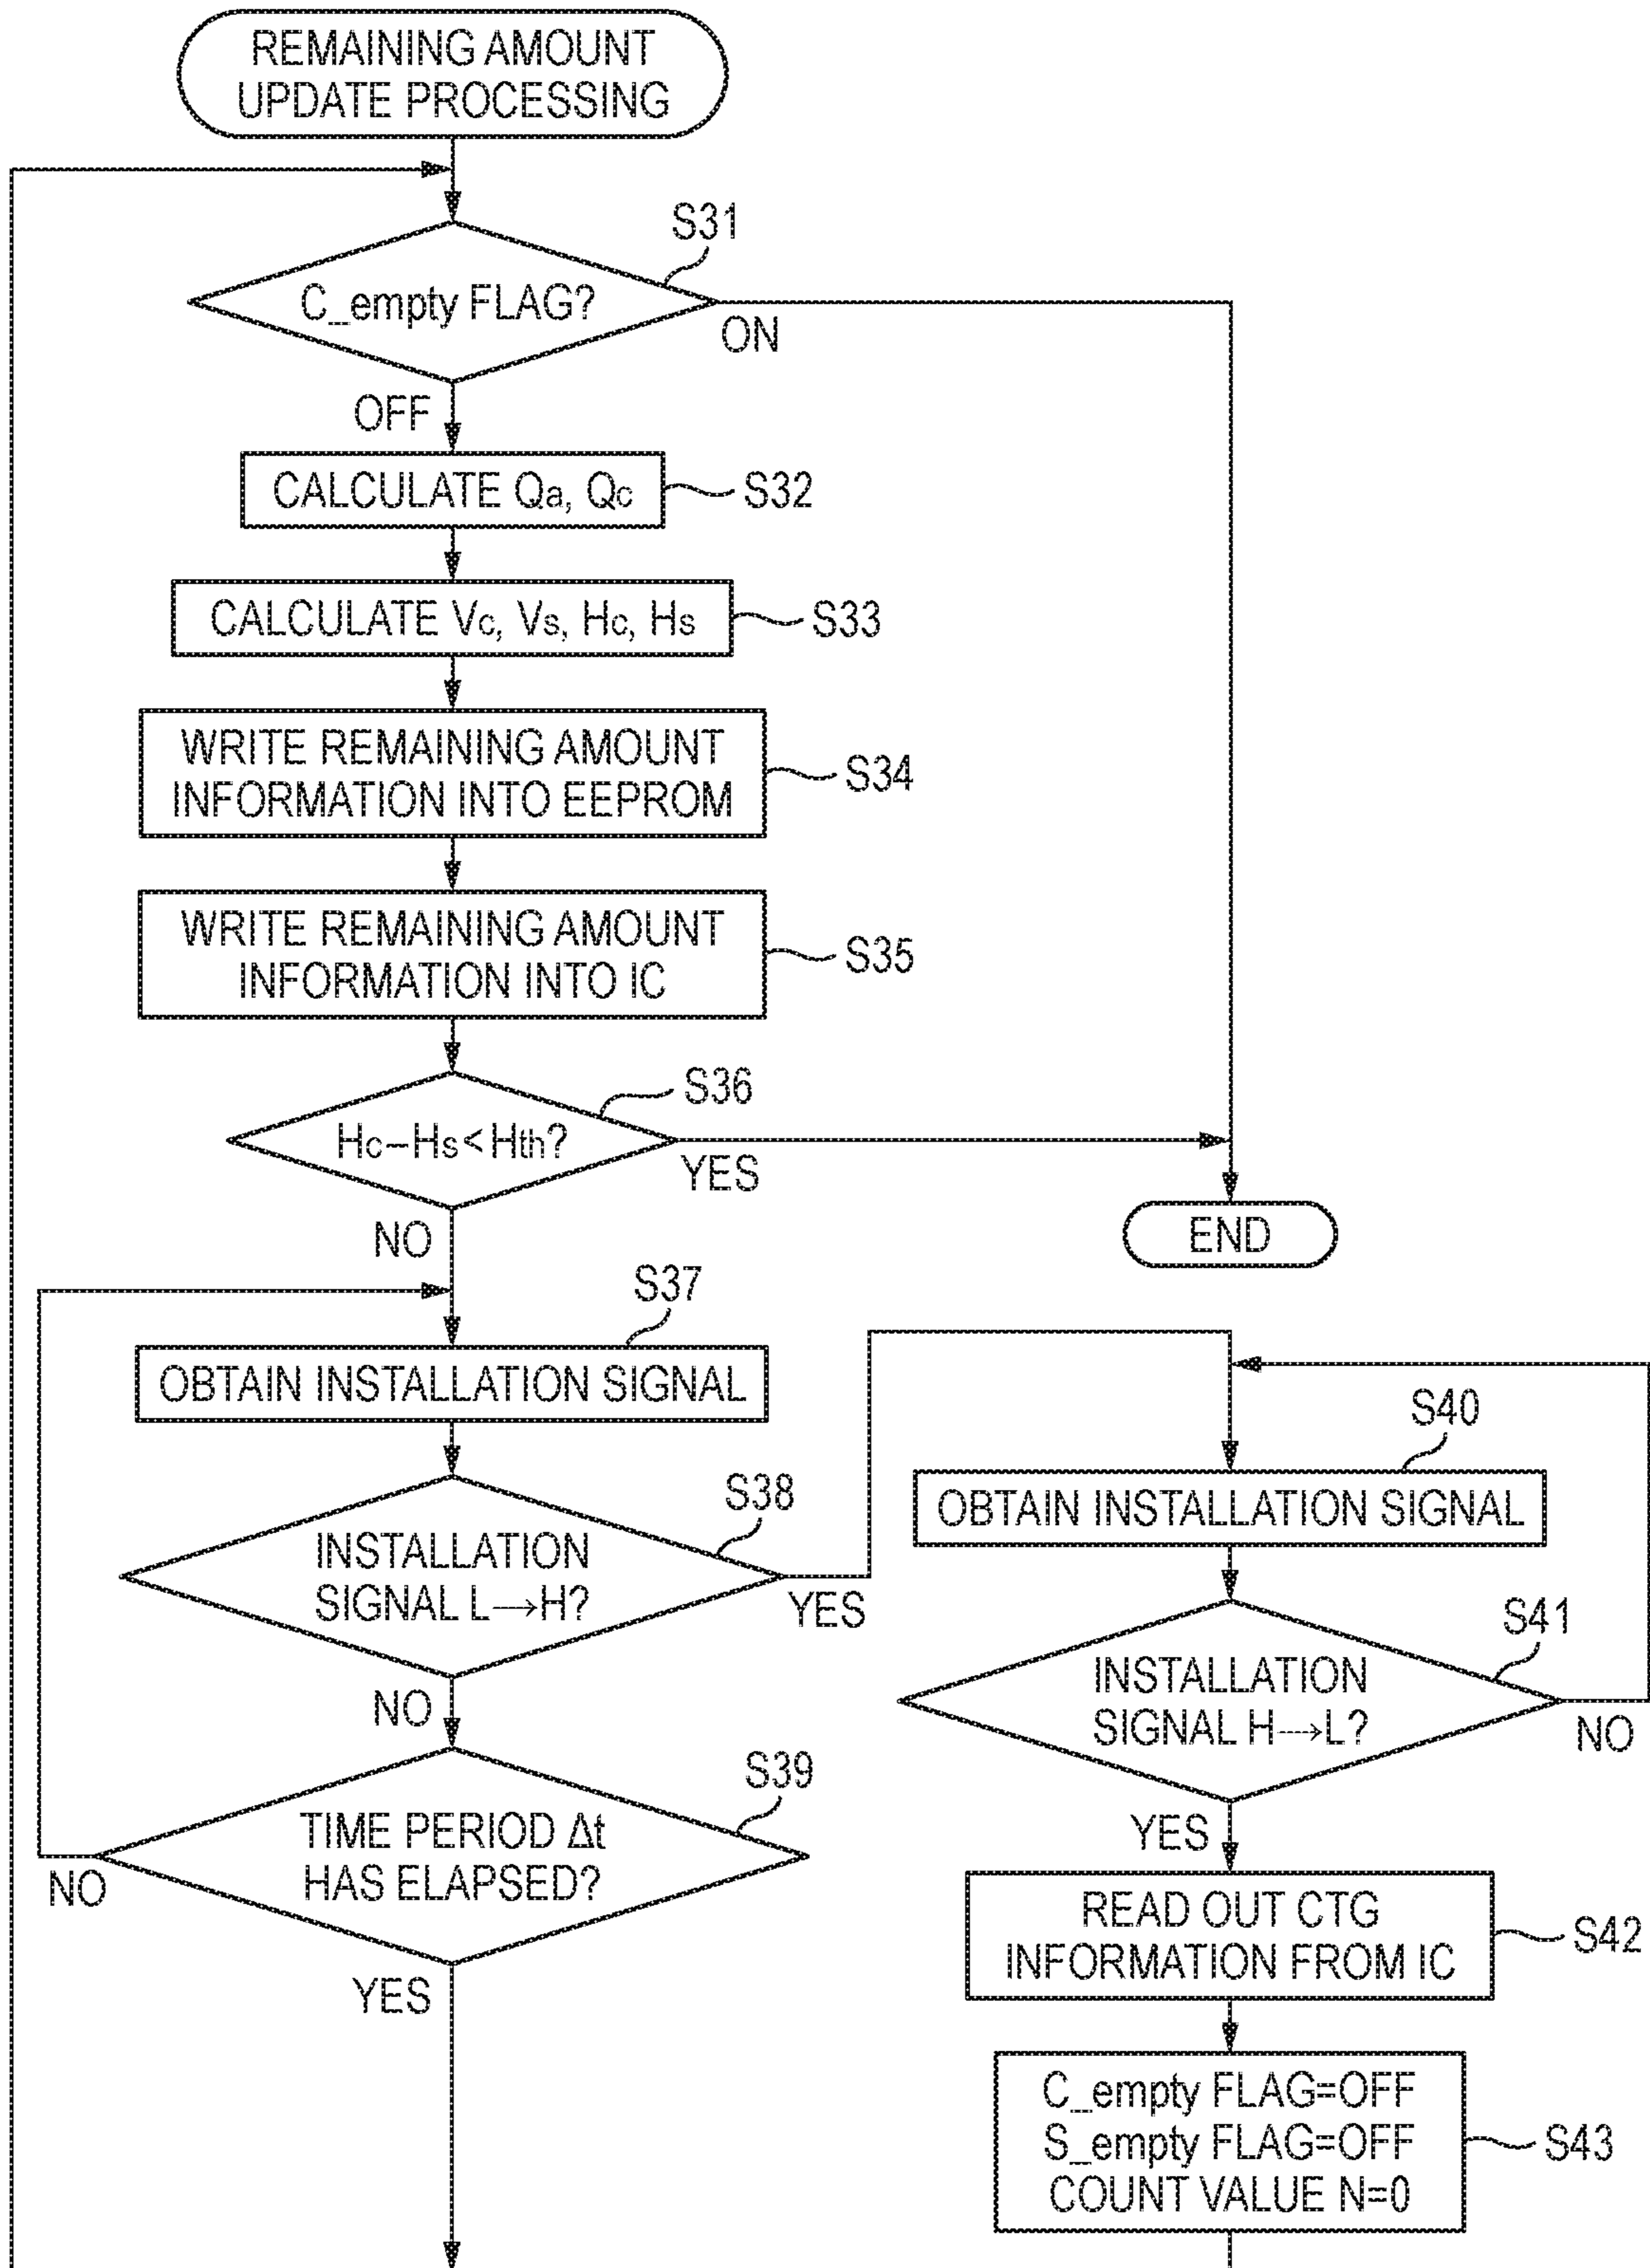 REMAINING AMOUNT
UPDATE PROCESSING
S31
C_empty FLAG?
ON
OFF
CALCULATE Qa, Qc
S32
CALCULATE Vc, Vs, Hc, Hs
S33
WRITE REMAINING AMOUNT
INFORMATION INTO EEPROM
S34
WRITE REMAINING AMOUNT
INFORMATION INTO IC
S35
S36
Hc−Hs<Hth?
YES
NO
END
S37
OBTAIN INSTALLATION SIGNAL
S38
INSTALLATION
SIGNAL L→H?
YES
NO
S39
TIME PERIOD Δt
HAS ELAPSED?
NO
YES
S40
OBTAIN INSTALLATION SIGNAL
S41
INSTALLATION
SIGNAL H→L?
NO
YES
READ OUT CTG
INFORMATION FROM IC
S42
C_empty FLAG=OFF
S_empty FLAG=OFF
COUNT VALUE N=0
S43